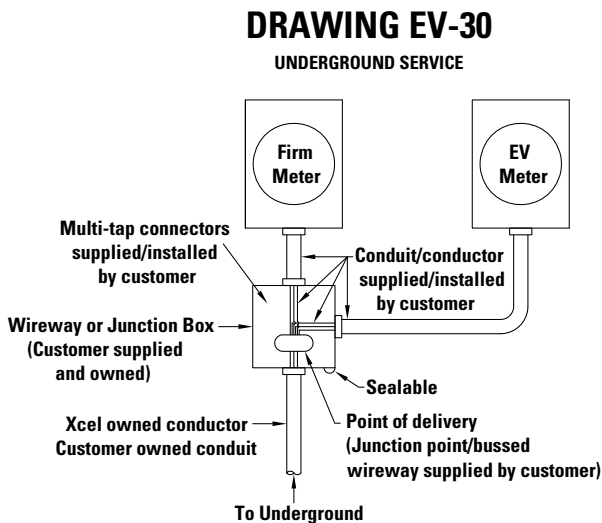 DRAWING EV-30
UNDERGROUND SERVICE
Firm
Meter
EV
Meter
Multi-tap connectors
supplied/installed
by customer
Conduit/conductor
supplied/installed
by customer
Wireway or Junction Box
(Customer supplied
and owned)
Sealable
Xcel owned conductor
Customer owned conduit
Point of delivery
(Junction point/bussed
wireway supplied by customer)
To Underground